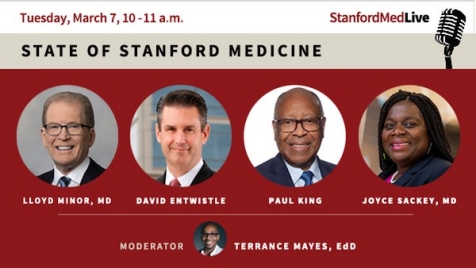 Tuesday, March 7, 10 -11 a.m.
StanfordMedLive
STATE OF STANFORD MEDICINE
LLOYD MINOR, MD
DAVID ENTWISTLE
PAUL KING
JOYCE SACKEY, MD
MODERATOR
TERRANCE MAYES, EdD